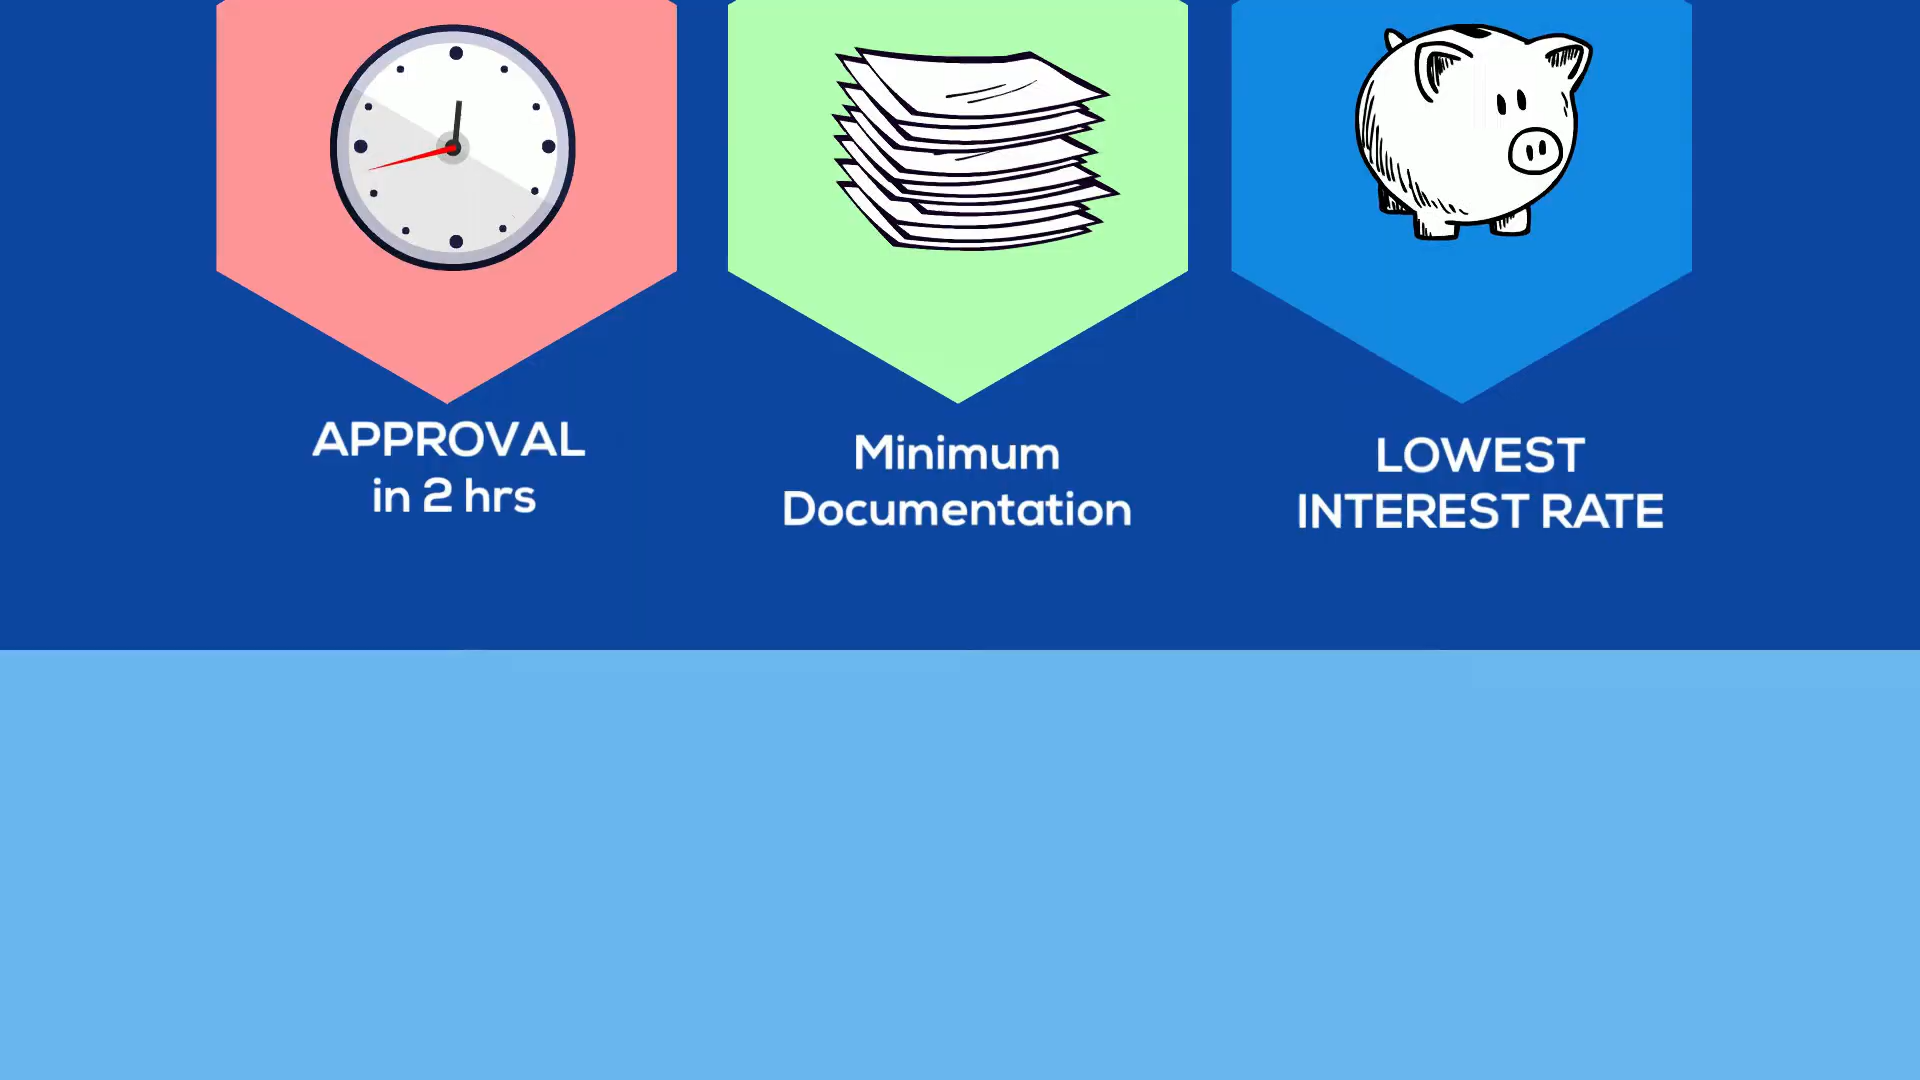 APPROVAL
in 2 hrs
Minimum
Documentation
LOWEST
INTEREST RATE